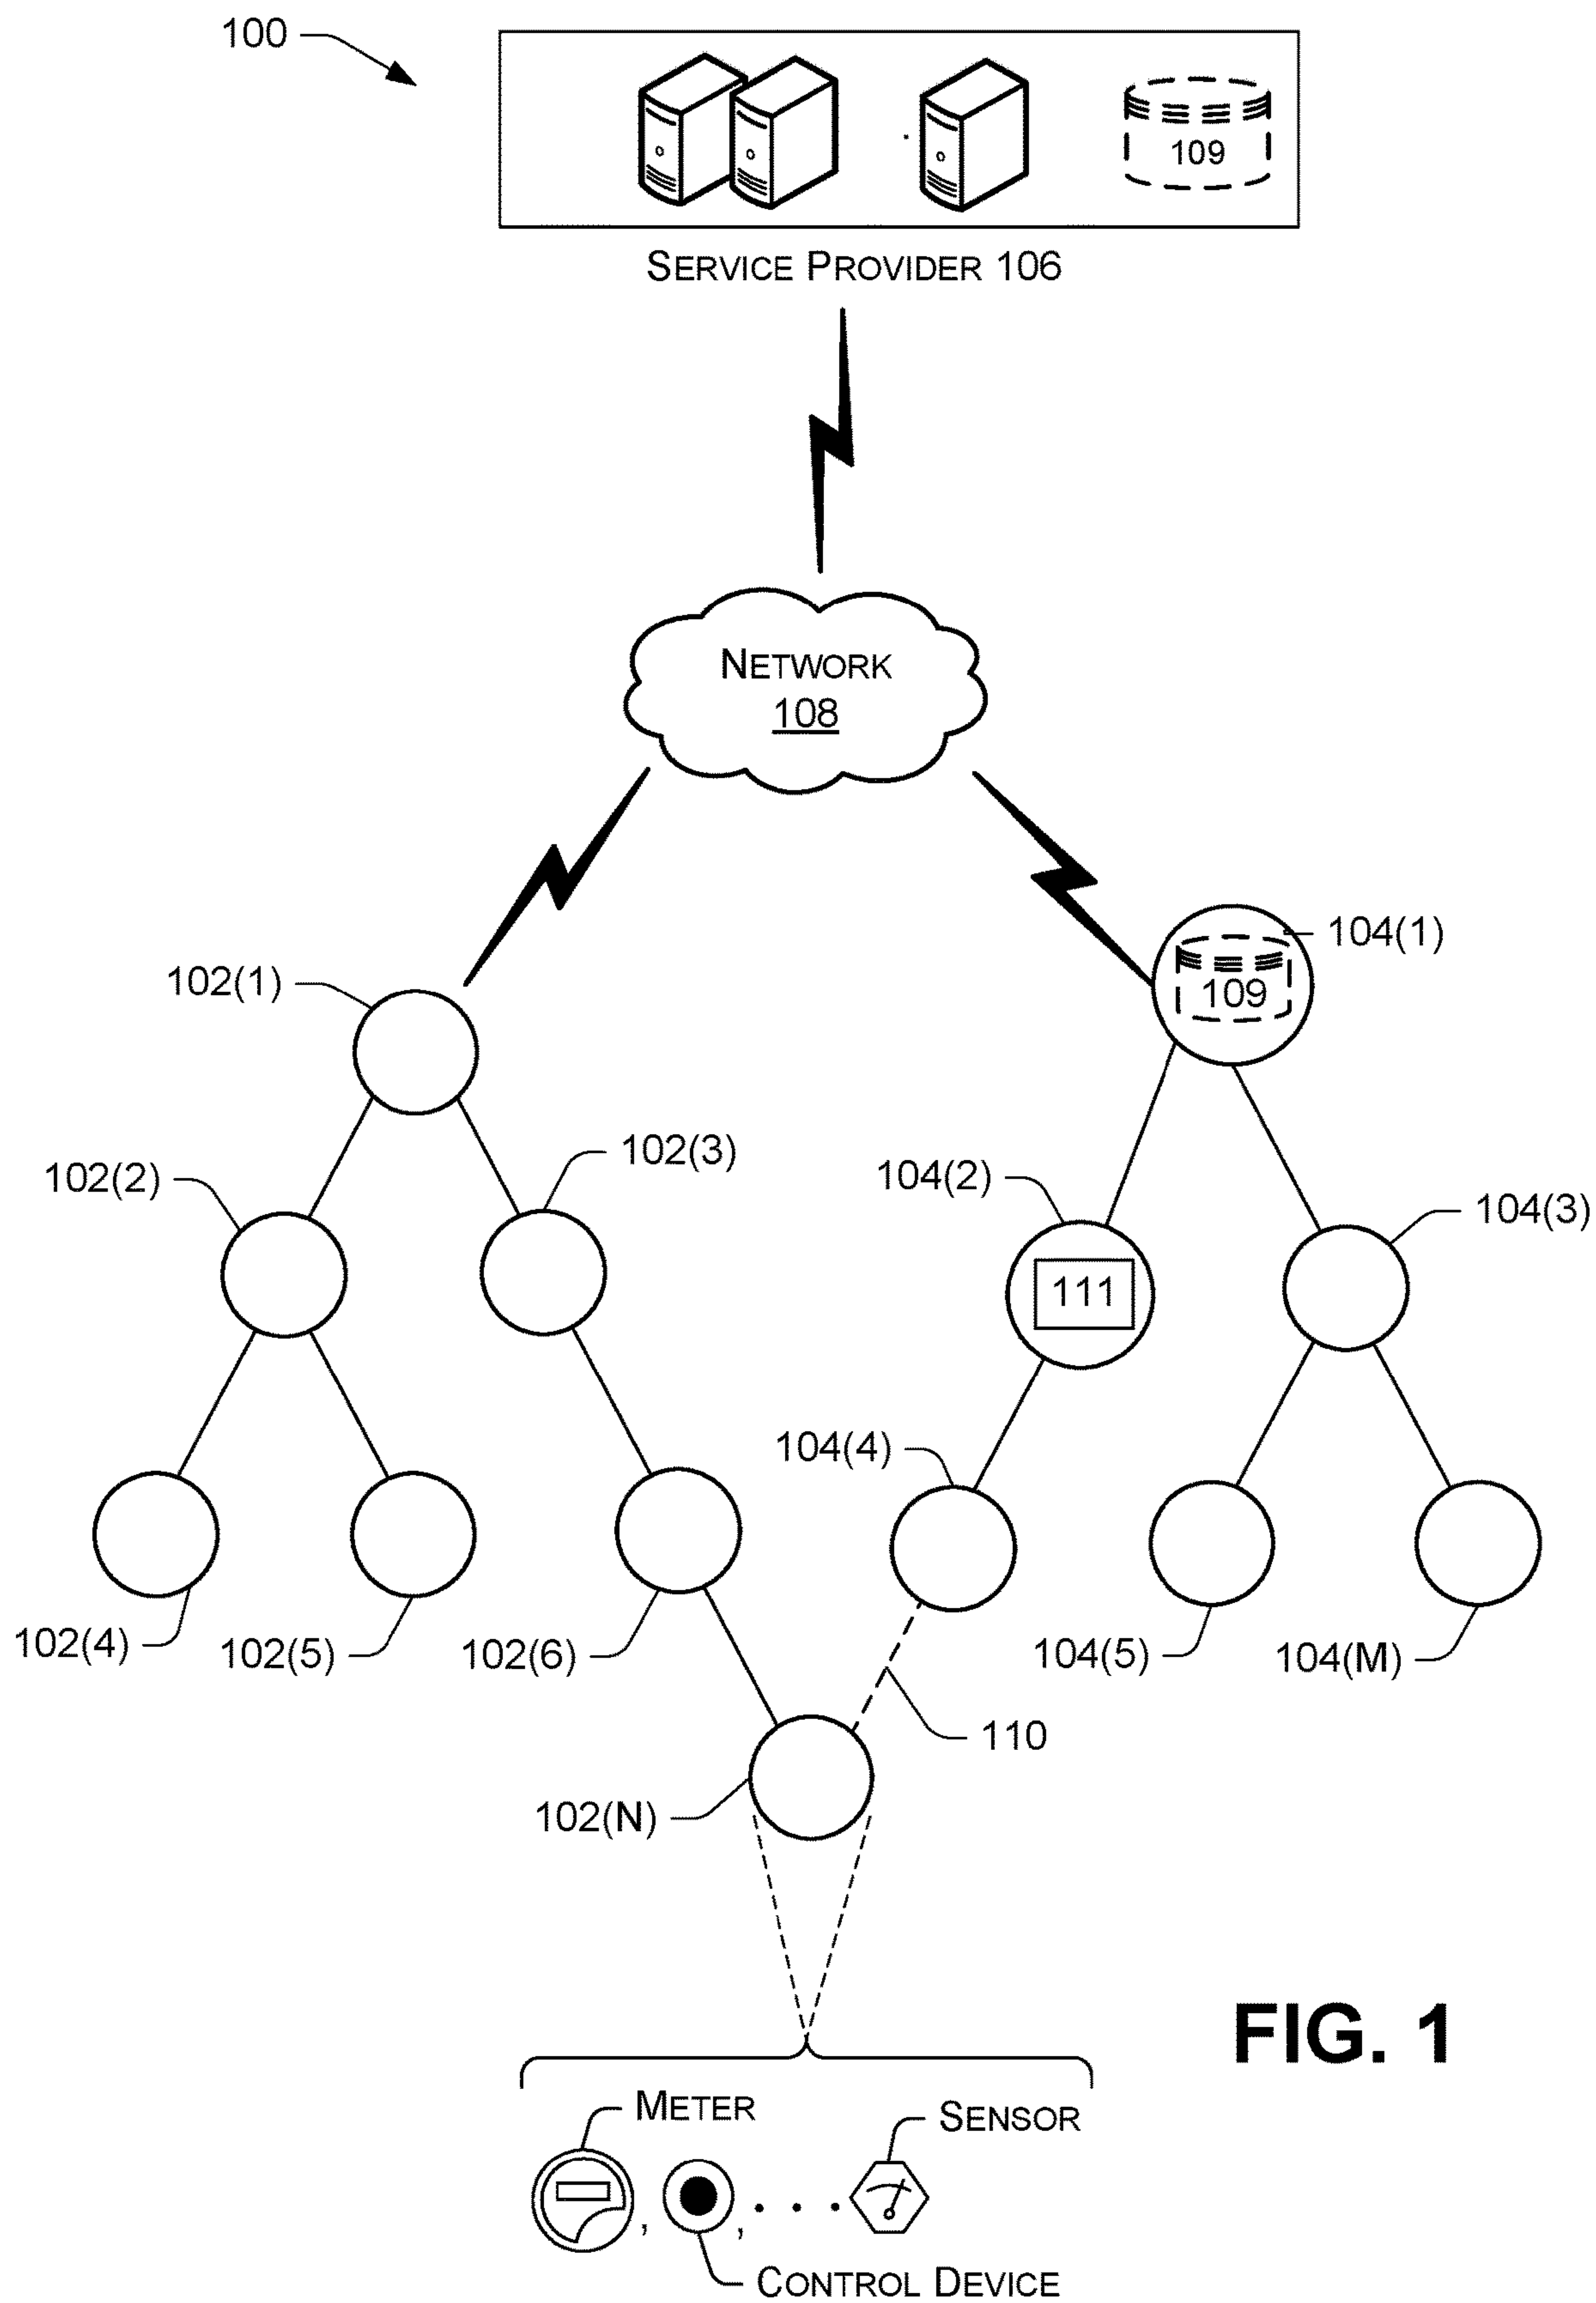 100
109
SERVICE PROVIDER 106
NETWORK
108
104(1)
109
102(1)
102(3)
102(2)
104(2)
104(3)
111
104(4)
102(4)
102(5)
102(6)
104(5)
104(M)
110
102(N)
FIG. 1
METER
SENSOR
, , . . .
CONTROL DEVICE